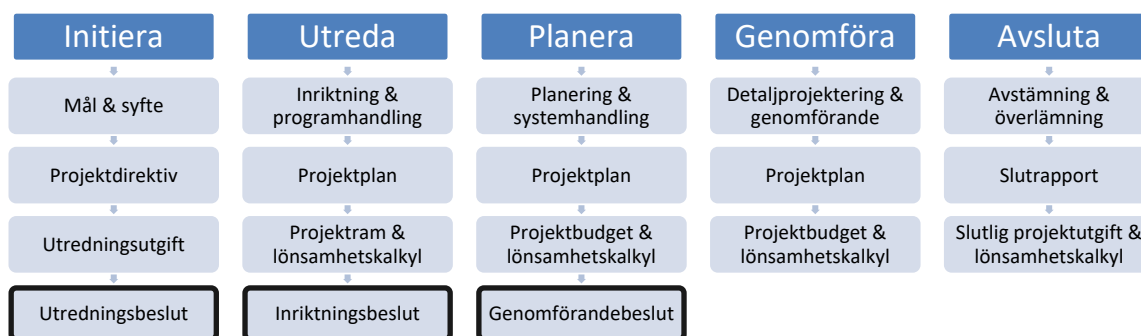 Initiera
Mål & syfte
Projektdirektiv
Utredningsutgift
Utredningsbeslut
Utreda
Inriktning &
programhandling
Projektplan
Projektram &
lönsamhetskalkyl
Inriktningsbeslut
Planera
Planering &
systemhandling
Projektplan
Projektbudget &
lönsamhetskalkyl
Genomförandebeslut
Genomföra
Detaljprojektering &
genomförande
Projektplan
Projektbudget &
lönsamhetskalkyl
Avsluta
Avstämning &
överlämning
Slutrapport
Slutlig projektutgift &
lönsamhetskalkyl